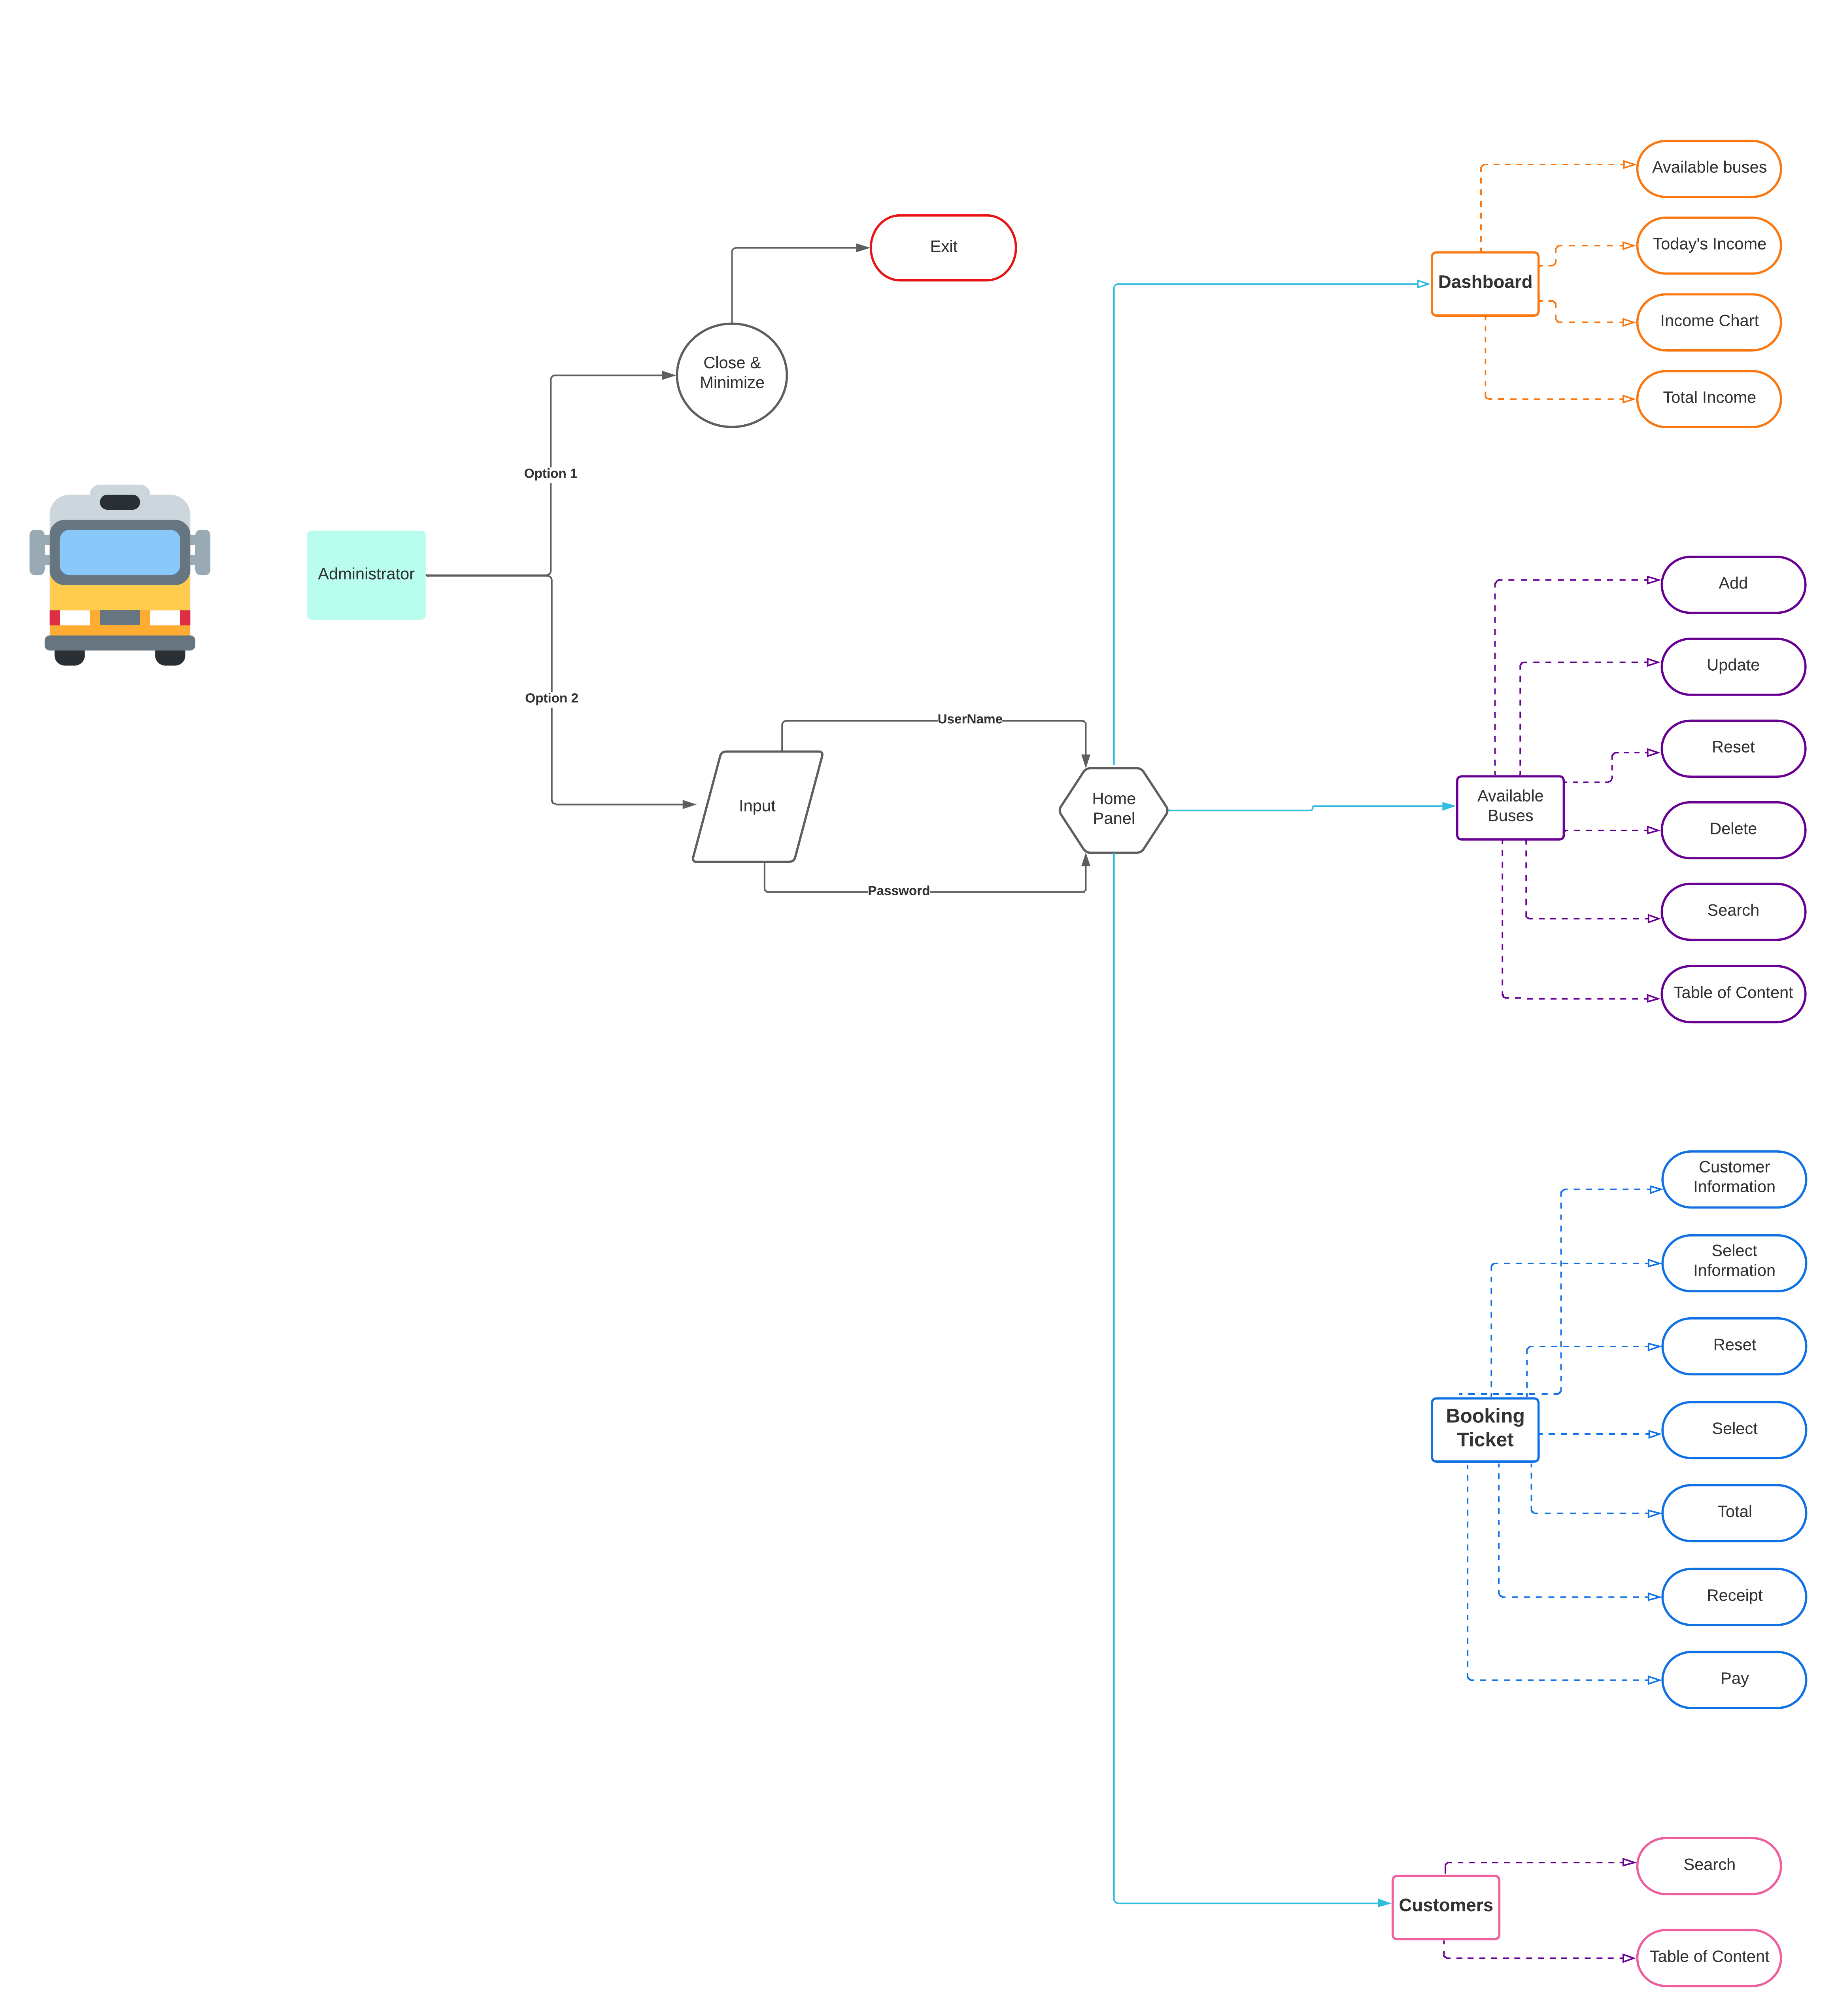 Administrator
Option 1
Close &
Minimize
Exit
Option 2
Input
UserName
Password
Home
Panel
Dashboard
Available buses
Today's Income
Income Chart
Total Income
Available
Buses
Add
Update
Reset
Delete
Search
Table of Content
Booking
Ticket
Customer
Information
Select
Information
Reset
Select
Total
Receipt
Pay
Customers
Search
Table of Content